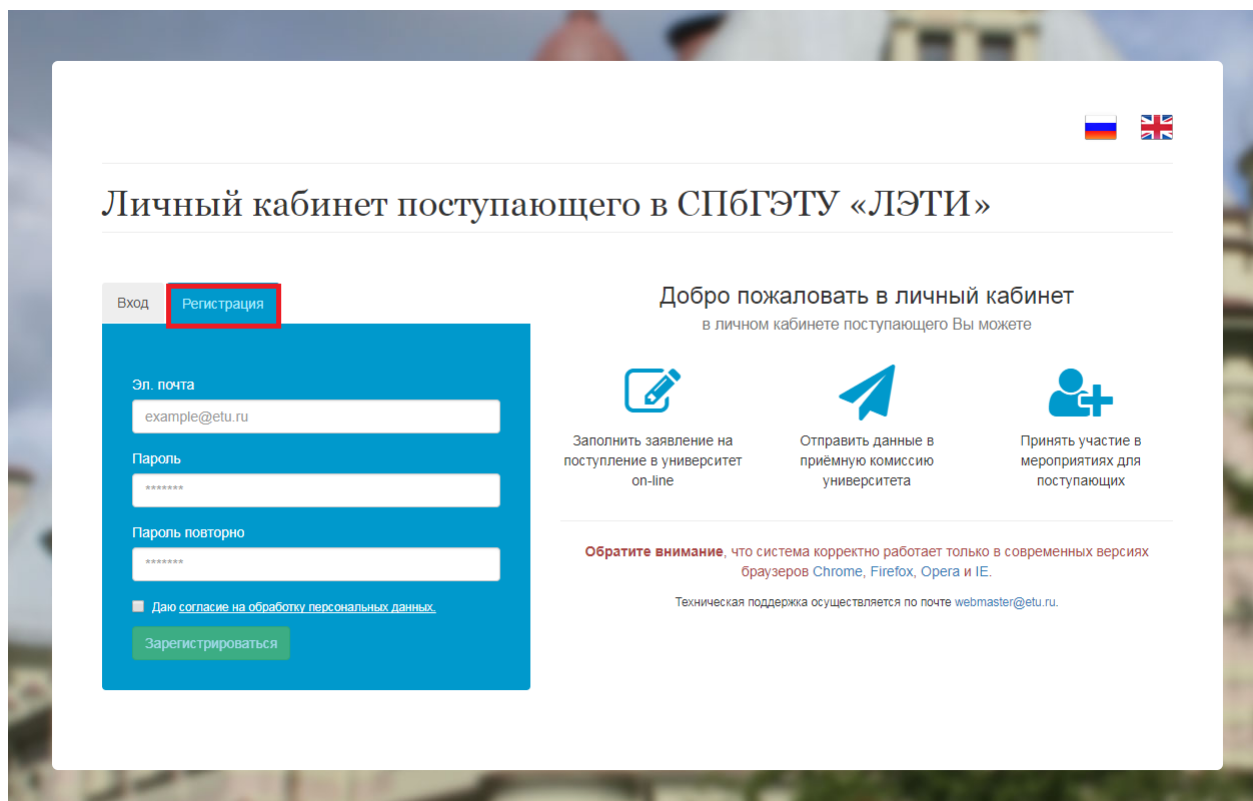 Личный кабинет поступающего в СПбГЭТУ «ЛЭТИ»
Вход
Регистрация
Эл. почта
example@etu.ru
Пароль
*******
Пароль повторно
*******
Даю согласие на обработку персональных данных.
Зарегистрироваться
Добро пожаловать в личный кабинет
в личном кабинете поступающего Вы можете
Заполнить заявление на
поступление в университет
on-line
Отправить данные в
приёмную комиссию
университета
Принять участие в
мероприятиях для
поступающих
Обратите внимание, что система корректно работает только в современных версиях
браузеров Chrome, Firefox, Opera и IE.
Техническая поддержка осуществляется по почте webmaster@etu.ru.